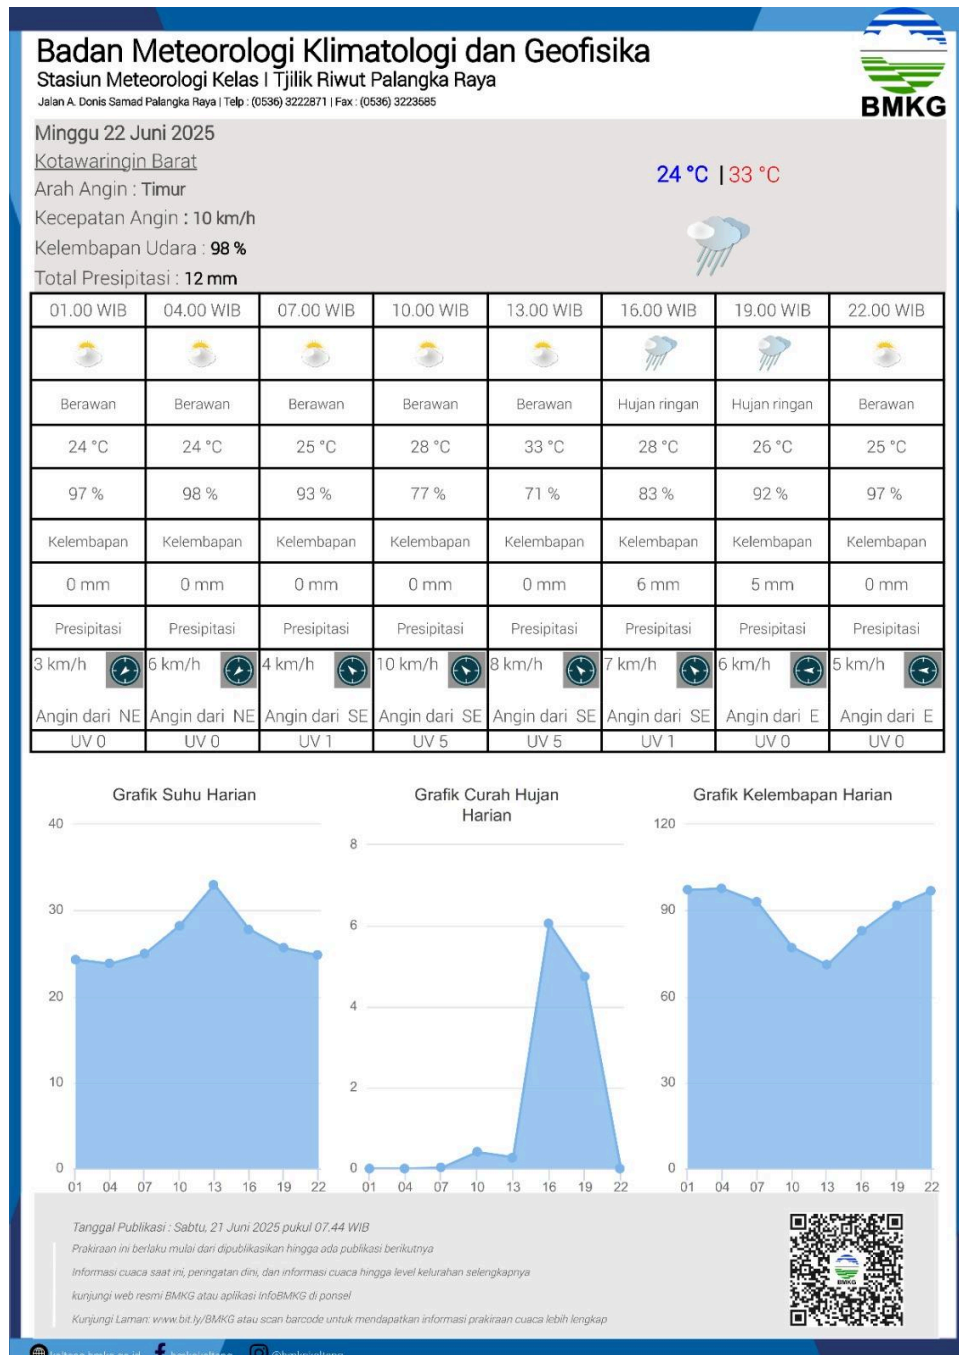 Badan Meteorologi Klimatologi dan Geofisika
Stasiun Meteorologi Kelas I Tjilik Riwut Palangka Raya
Jalan A. Donis Samad Palangka Raya | Telp : (0536) 3222871 | Fax : (0536) 3223585
BMKG
Minggu 22 Juni 2025
Kotawaringin Barat
Arah Angin : Timur
Kecepatan Angin : 10 km/h
Kelembapan Udara : 98 %
Total Presipitasi : 12 mm
24 °C | 33 °C
01.00 WIB 04.00 WIB 07.00 WIB 10.00 WIB 13.00 WIB 16.00 WIB 19.00 WIB 22.00 WIB
Berawan Berawan Berawan Berawan Berawan Hujan ringan Hujan ringan Berawan
24 °C 24 °C 25 °C 28 °C 33 °C 28 °C 26 °C 25 °C
97 % 98 % 93 % 77 % 71 % 83 % 92 % 97 %
Kelembapan Kelembapan Kelembapan Kelembapan Kelembapan Kelembapan Kelembapan Kelembapan
0 mm 0 mm 0 mm 0 mm 0 mm 6 mm 5 mm 0 mm
Presipitasi Presipitasi Presipitasi Presipitasi Presipitasi Presipitasi Presipitasi Presipitasi
3 km/h 6 km/h 4 km/h 10 km/h 8 km/h 7 km/h 6 km/h 5 km/h
Angin dari NE Angin dari NE Angin dari SE Angin dari SE Angin dari SE Angin dari SE Angin dari E Angin dari E
UV 0 UV 0 UV 1 UV 5 UV 5 UV 1 UV 0 UV 0
Grafik Suhu Harian
40
30
20
10
0
01 04 07 10 13 16 19 22
Grafik Curah Hujan
Harian
8
6
4
2
0
01 04 07 10 13 16 19 22
Grafik Kelembapan Harian
120
90
60
30
0
01 04 07 10 13 16 19 22
Tanggal Publikasi : Sabtu, 21 Juni 2025 pukul 07.44 WIB
Prakiraan ini berlaku mulai dari dipublikasikan hingga ada publikasi berikutnya
Informasi cuaca saat ini, peringatan dini, dan informasi cuaca hingga level kelurahan selengkapnya
kunjungi web resmi BMKG atau aplikasi InfoBMKG di ponsel
Kunjungi Laman: www.bit.ly/BMKG atau scan barcode untuk mendapatkan informasi prakiraan cuaca lebih lengkap
BMKG